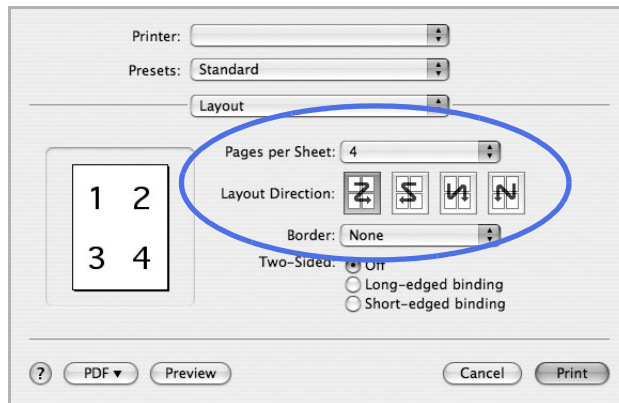 Printer:
Presets: Standard
Layout
Pages per Sheet: 4
Layout Direction:
Border: None
Two-Sided: Off
Long-edged binding
Short-edged binding
1 2
3 4
? PDF▼ Preview Cancel Print